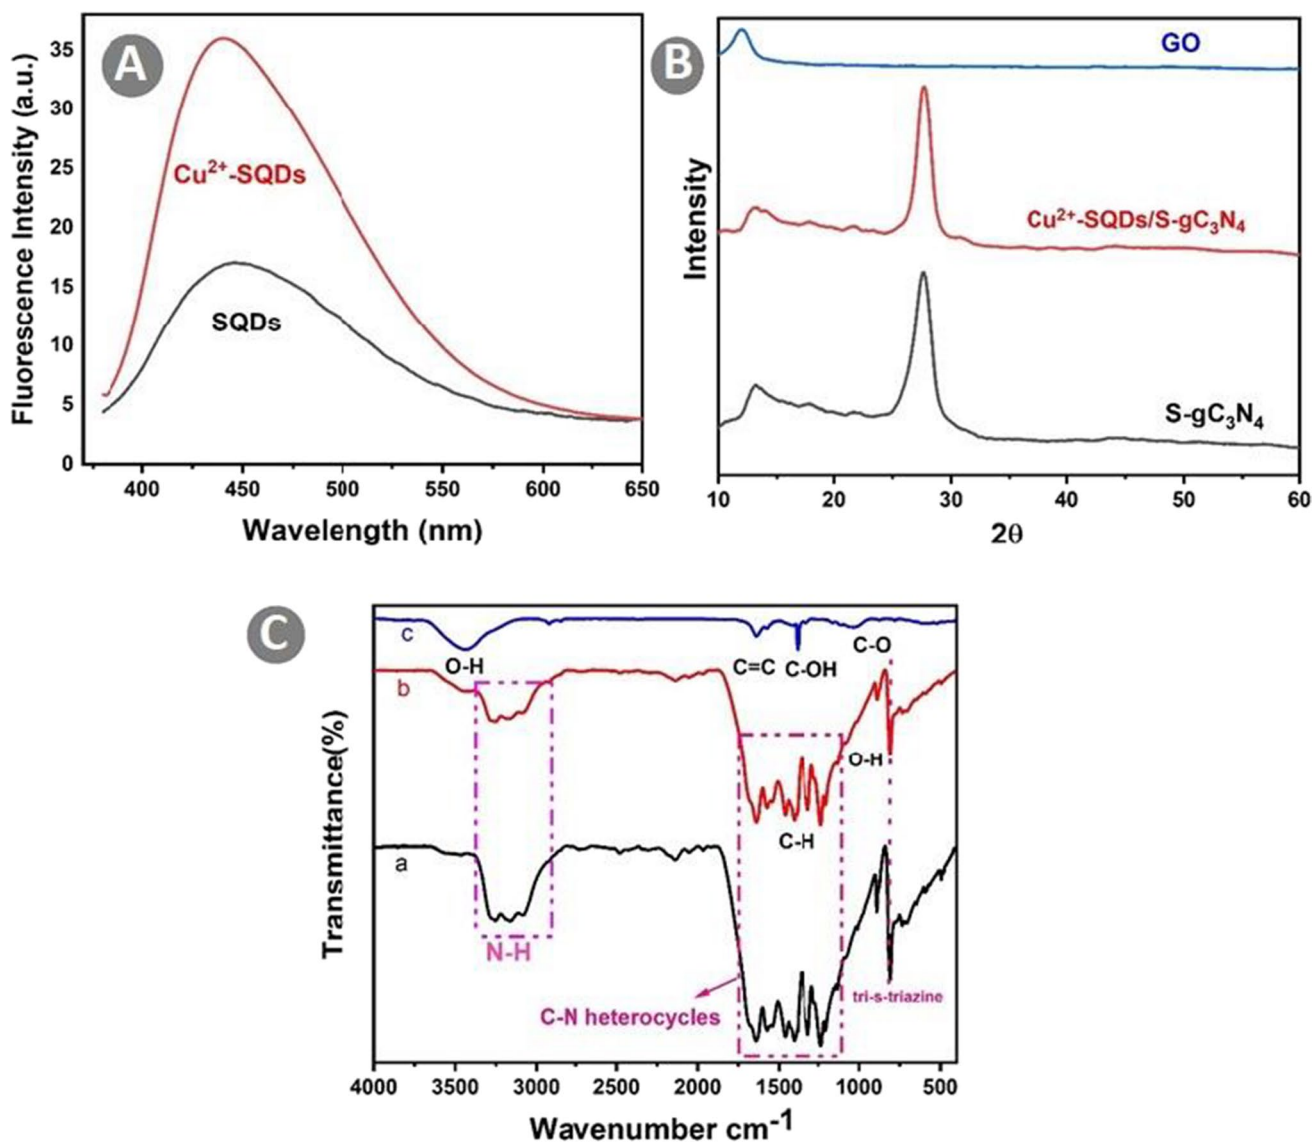 A
Fluorescence Intensity (a.u.)
35
30
25
20
15
10
5
0
Cu²⁺-SQDs
SQDs
400 450 500 550 600 650
Wavelength (nm)
B
Intensity
GO
Cu²⁺-SQDs/S-gC₃N₄
S-gC₃N₄
10 20 30 40 50 60
2θ
C
Transmittance(%)
c
O-H
C=C C-OH
C-O
b
O-H
C-H
a
N-H
tri-s-triazine
C-N heterocycles
4000 3500 3000 2500 2000 1500 1000 500
Wavenumber cm⁻¹